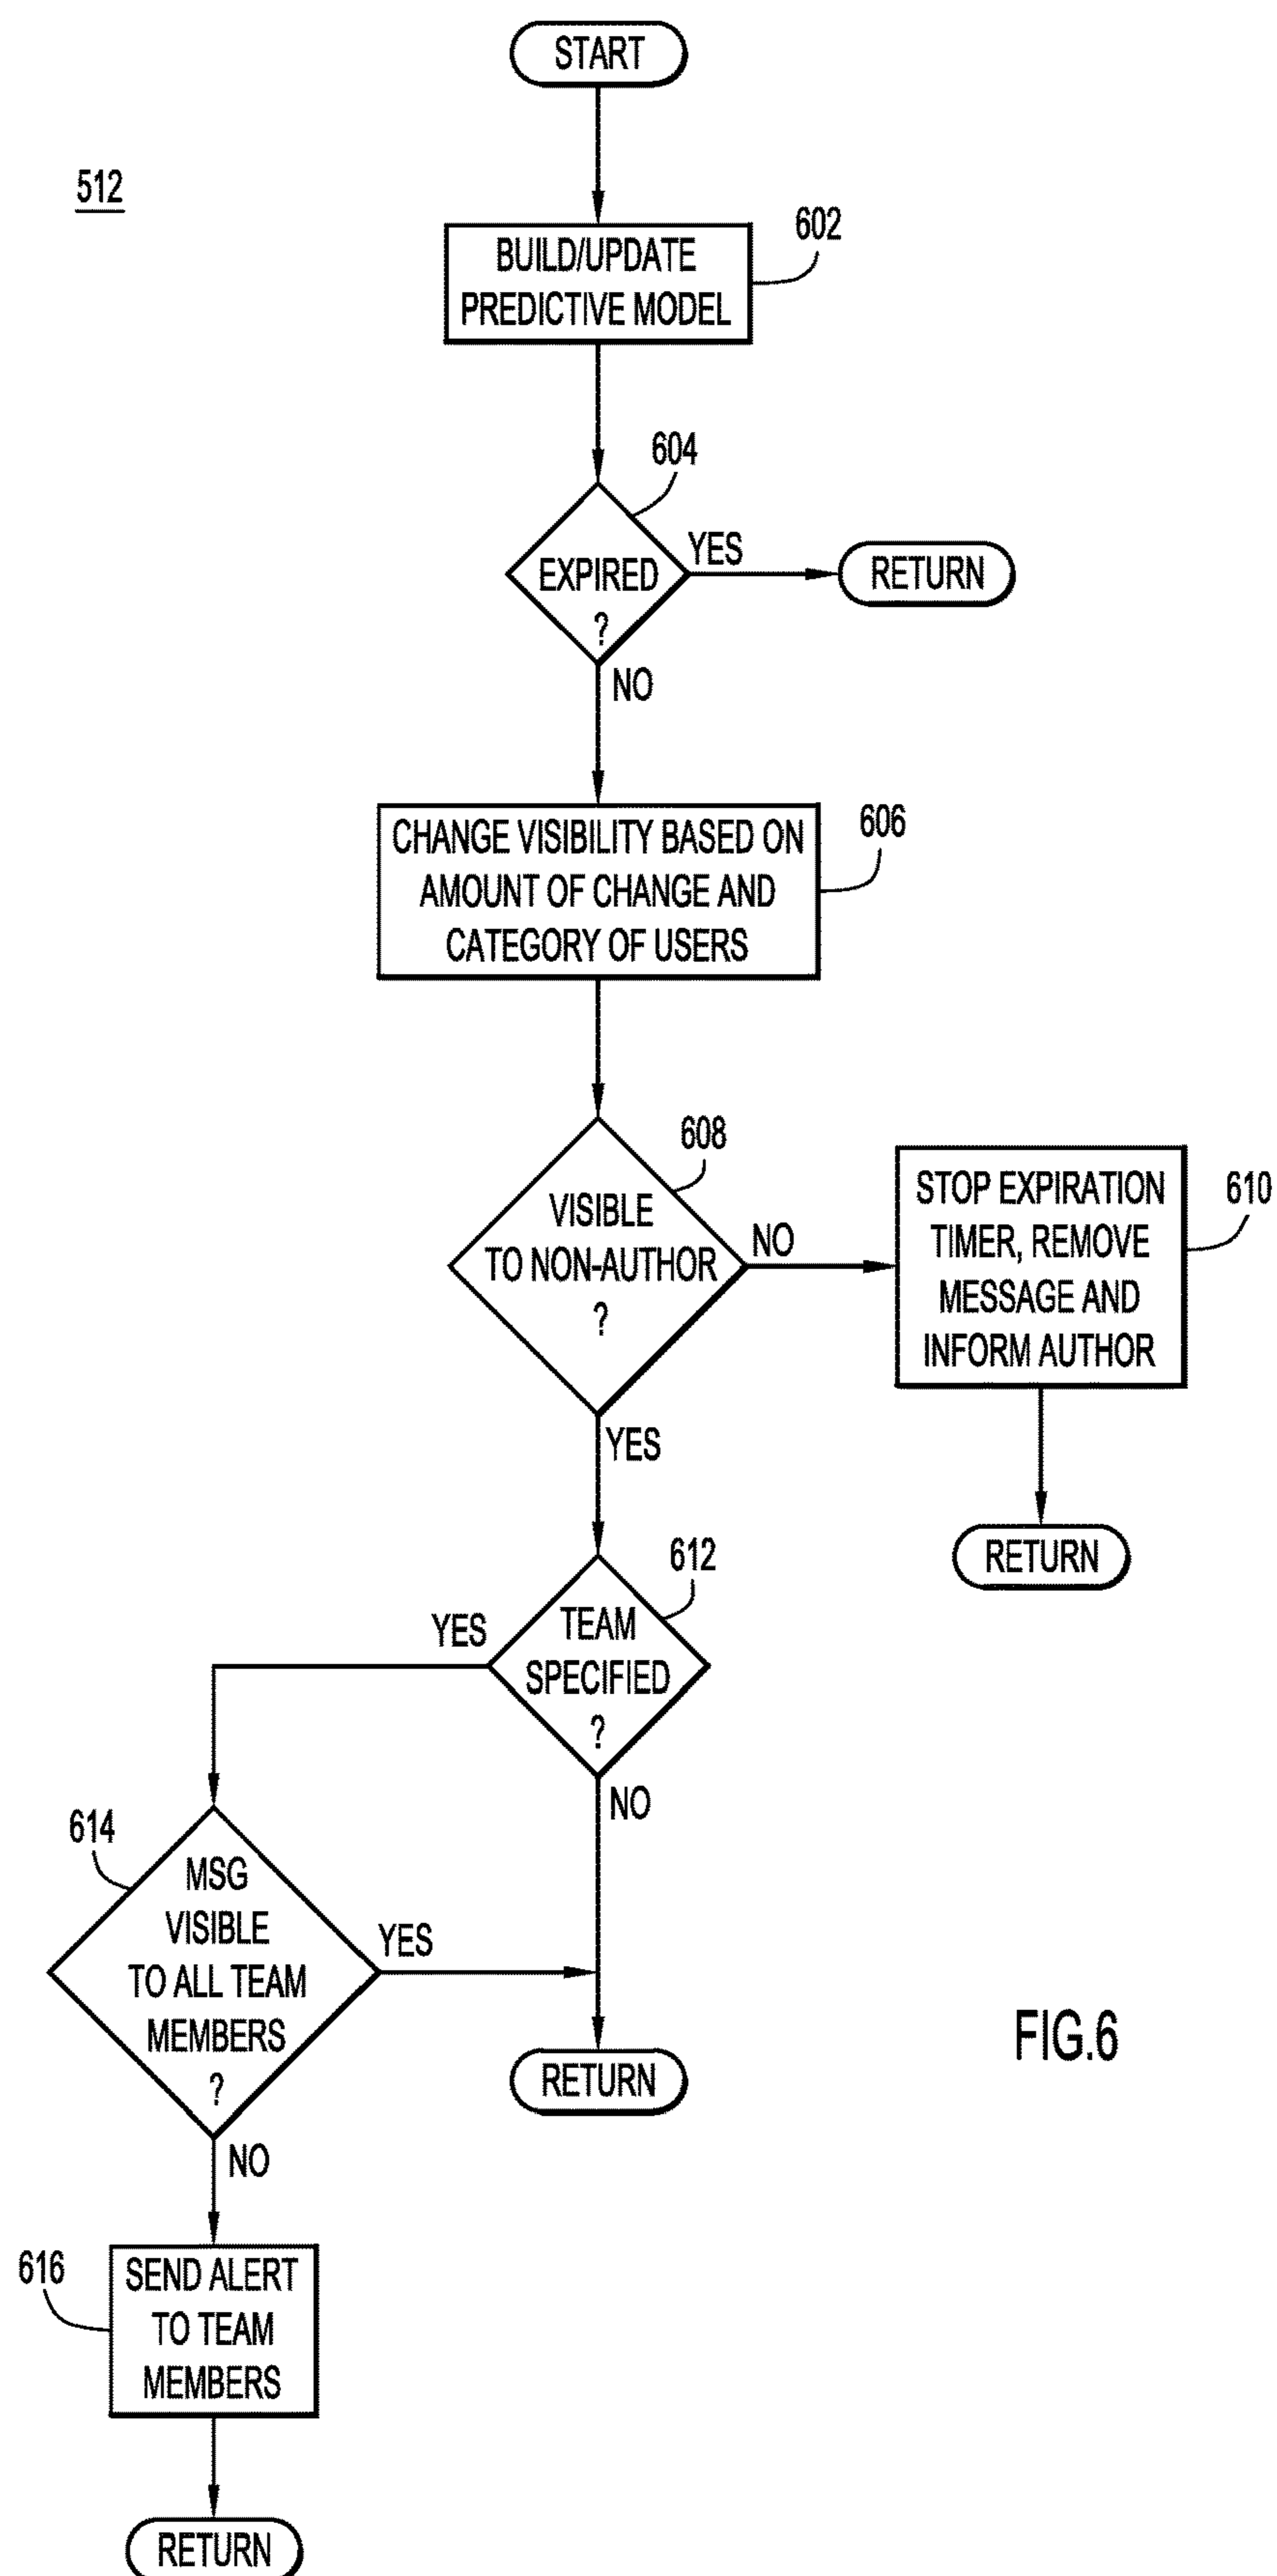 START
512
602
BUILD/UPDATE
PREDICTIVE MODEL
604
EXPIRED
?
YES
RETURN
NO
606
CHANGE VISIBILITY BASED ON
AMOUNT OF CHANGE AND
CATEGORY OF USERS
608
VISIBLE
TO NON-AUTHOR
?
NO
610
STOP EXPIRATION
TIMER, REMOVE
MESSAGE AND
INFORM AUTHOR
RETURN
YES
612
TEAM
SPECIFIED
?
YES
NO
614
MSG
VISIBLE
TO ALL TEAM
MEMBERS
?
YES
RETURN
FIG.6
NO
616
SEND ALERT
TO TEAM
MEMBERS
RETURN